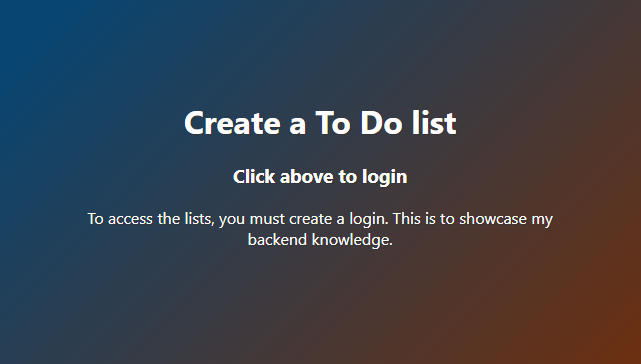 Create a To Do list
Click above to login
To access the lists, you must create a login. This is to showcase my
backend knowledge.